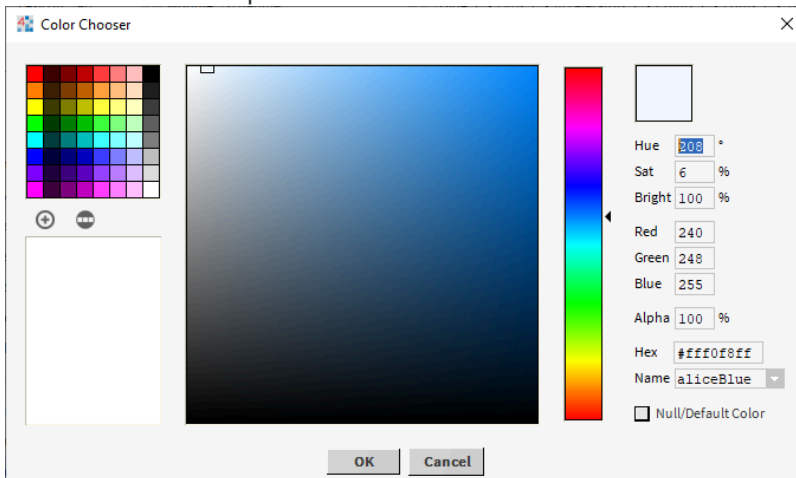 Color Chooser
Hue 208 °
Sat 6 %
Bright 100 %
Red 240
Green 248
Blue 255
Alpha 100 %
Hex #fff0f8ff
Name aliceBlue
Null/Default Color
OK Cancel